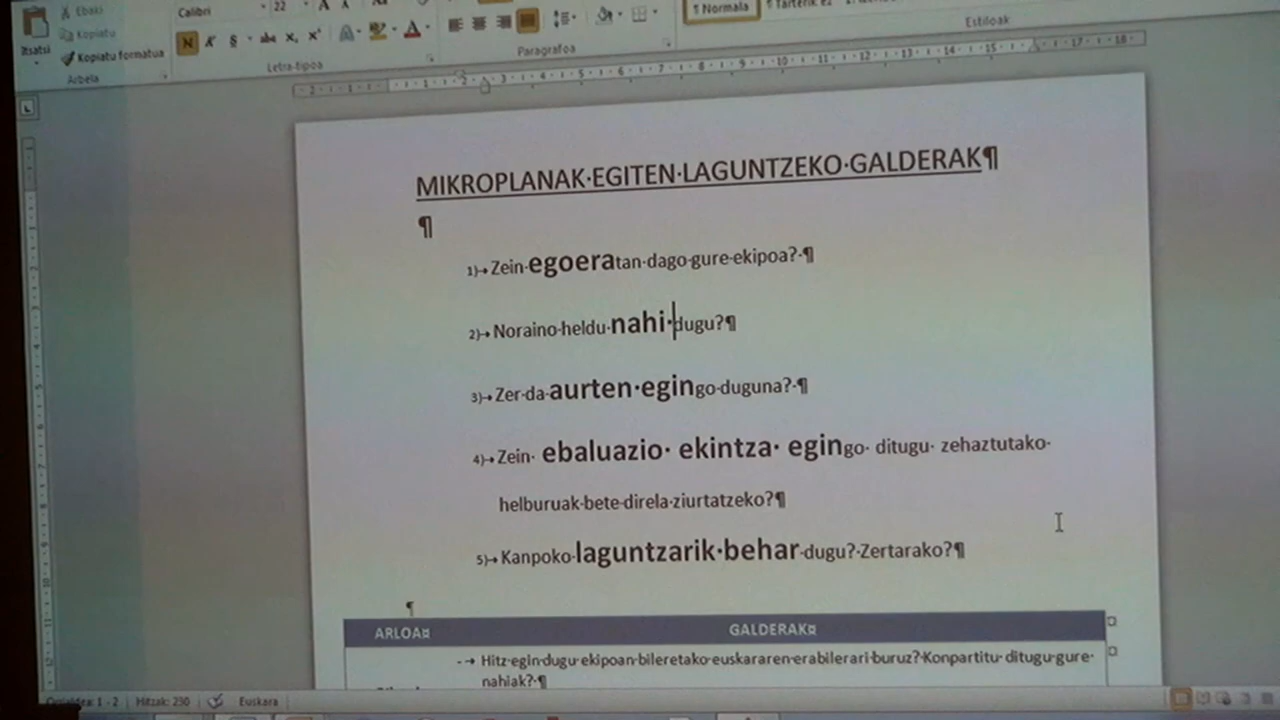 Ebaki
Calibri
22
Kopiatu
Itsatsi
Kopiatu formatua
Arbela
Letra-tipoa
Paragrafoa
¶ Normala
Estiloak
MIKROPLANAK·EGITEN·LAGUNTZEKO·GALDERAK¶
¶
1)→Zein·egoeratan·dago·gure·ekipoa?·¶
2)→Noraino·heldu·nahi·dugu?¶
3)→Zer·da·aurten·egingo·duguna?·¶
4)→Zein· ebaluazio· ekintza· egingo· ditugu· zehaztutako·
helburuak·bete·direla·ziurtatzeko?¶
5)→Kanpoko·laguntzarik·behar·dugu?·Zertarako?¶
¶
ARLOA¤ GALDERAK¤
-→Hitz·egin·dugu·ekipoan·bileretako·euskararen·erabilerari·buruz?·Konpartitu·ditugu·gure·
nahiak?·¶
: 1 - 2 Hitzak: 230 Euskara